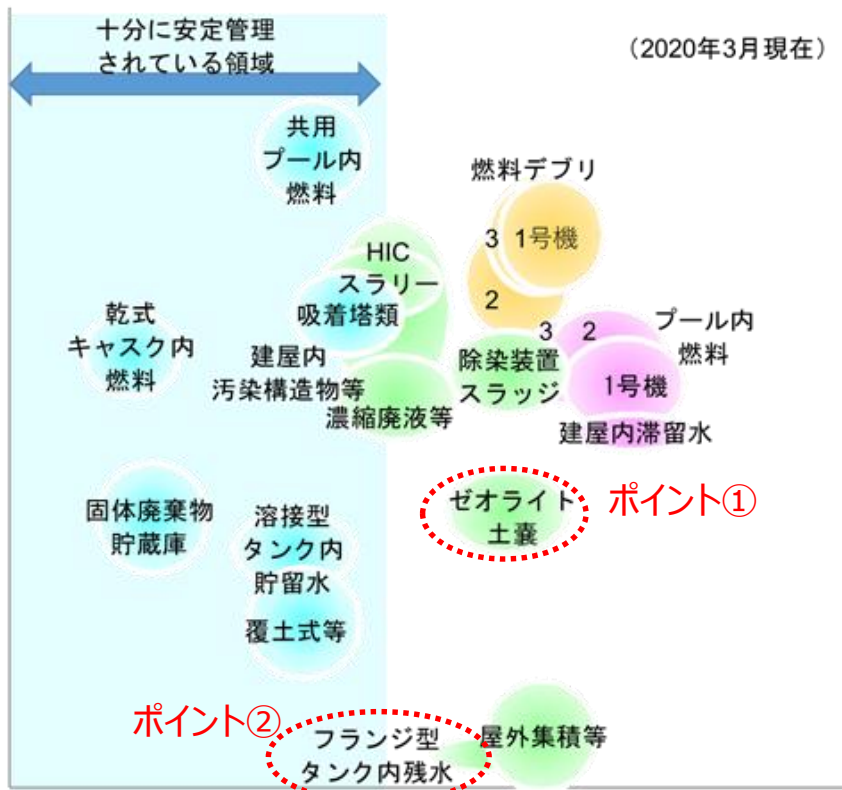 十分に安定管理
されている領域
（2020年3月現在）
共用
プール内
燃料
燃料デブリ
3
1号機
2
HIC
スラリー
吸着塔類
乾式
キャスク内
燃料
建屋内
汚染構造物等
濃縮廃液等
除染装置
スラッジ
3
2
プール内
燃料
1号機
建屋内滞留水
固体廃棄物
貯蔵庫
溶接型
タンク内
貯留水
覆土式等
ゼオライト
土嚢
ポイント①
ポイント②
フランジ型
タンク内残水
屋外集積等